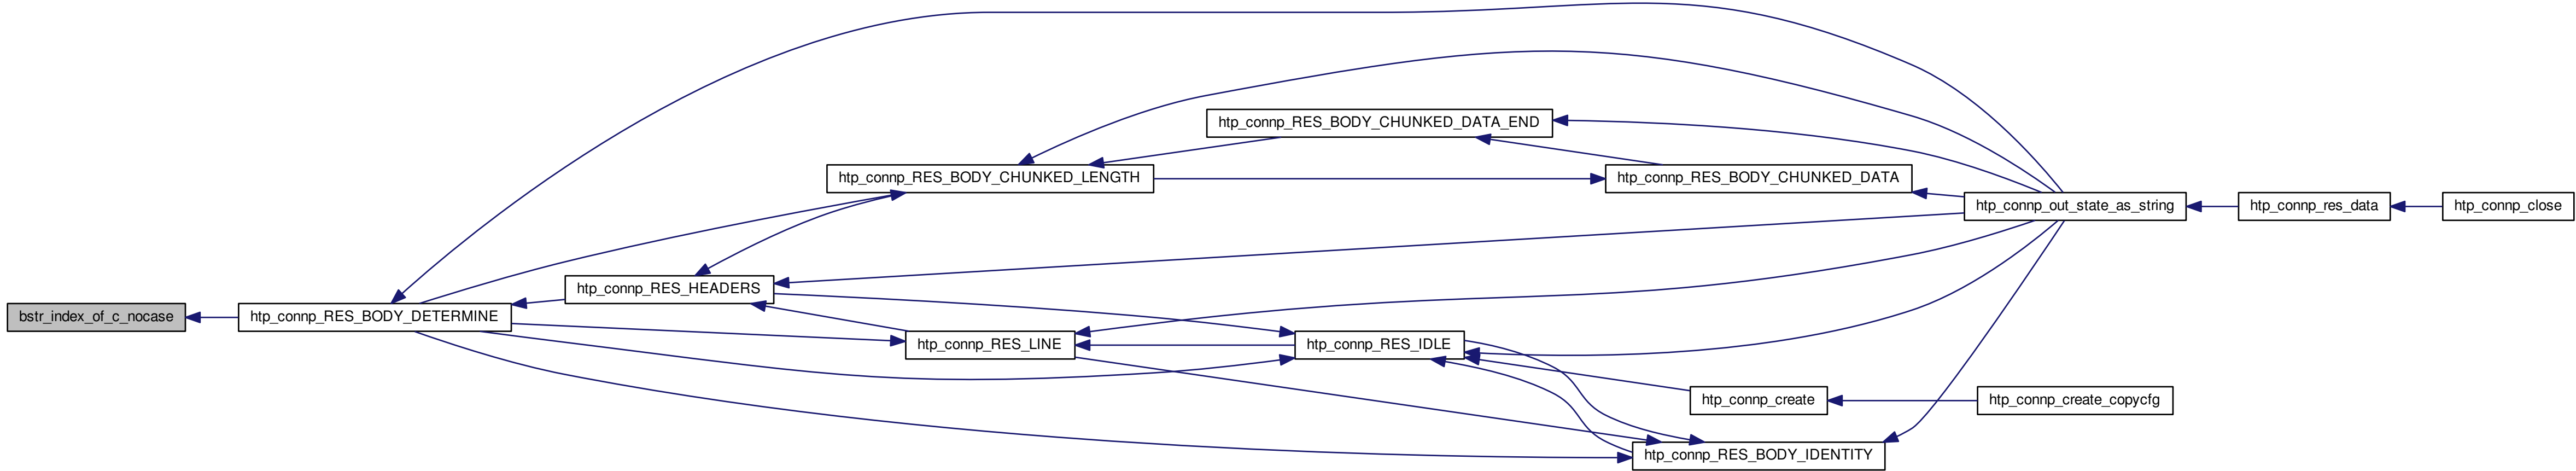 bstr_index_of_c_nocase
htp_connp_RES_BODY_DETERMINE
htp_connp_RES_HEADERS
htp_connp_RES_BODY_CHUNKED_LENGTH
htp_connp_RES_LINE
htp_connp_RES_BODY_CHUNKED_DATA_END
htp_connp_RES_IDLE
htp_connp_RES_BODY_CHUNKED_DATA
htp_connp_create
htp_connp_RES_BODY_IDENTITY
htp_connp_out_state_as_string
htp_connp_create_copycfg
htp_connp_res_data
htp_connp_close